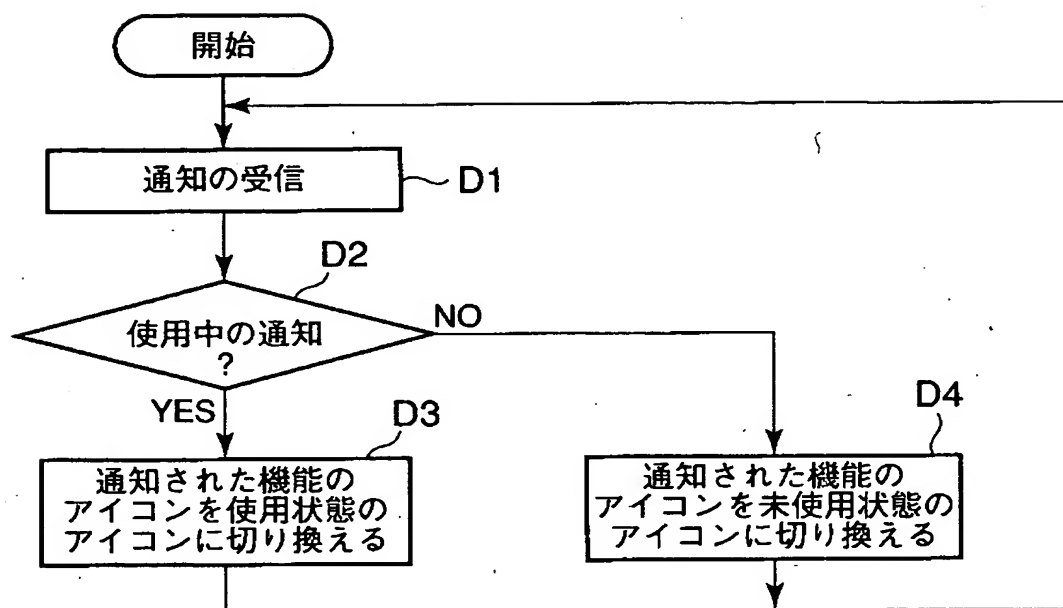 開始
通知の受信
D1
D2
使用中の通知
?
NO
YES
D3
通知された機能の
アイコンを使用状態の
アイコンに切り換える
D4
通知された機能の
アイコンを未使用状態の
アイコンに切り換える